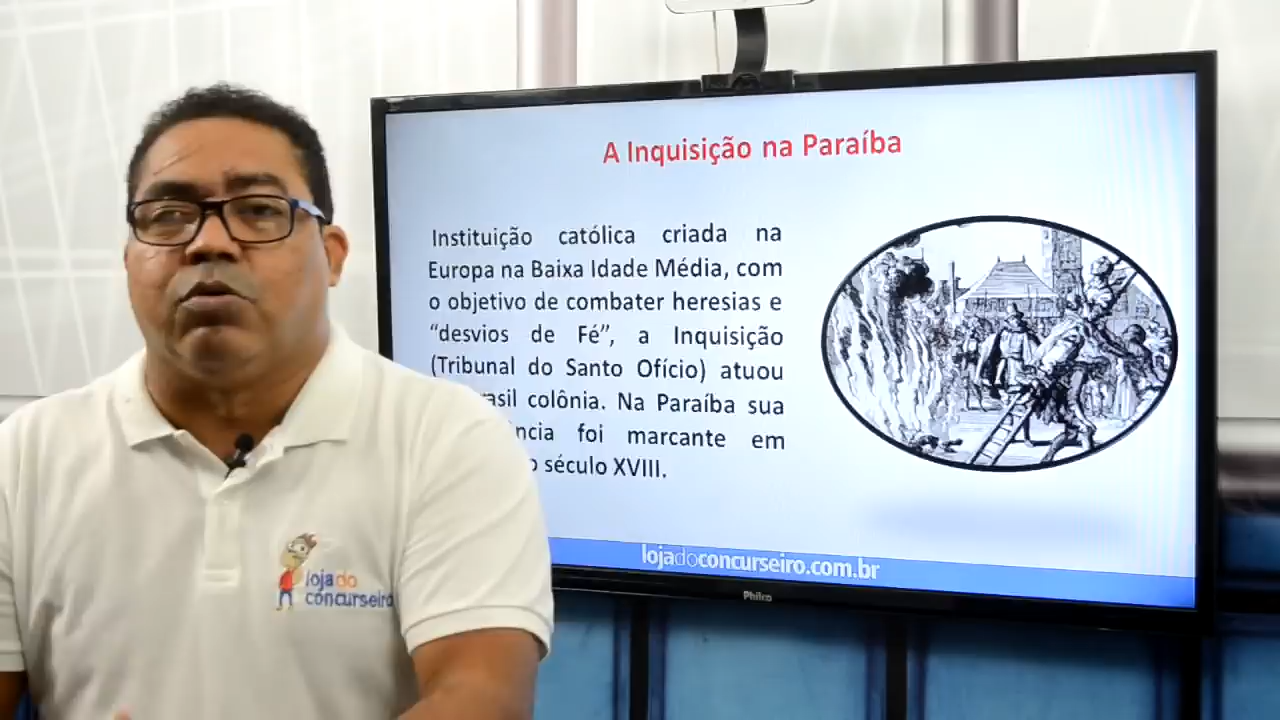 A Inquisição na Paraíba
Instituição católica criada na
Europa na Baixa Idade Média, com
o objetivo de combater heresias e
“desvios de Fé”, a Inquisição
(Tribunal do Santo Ofício) atuou
colônia. Na Paraíba sua
foi marcante em
século XVIII.
lojadoconcurseiro.com.br
Philco
lojado
concurseiro